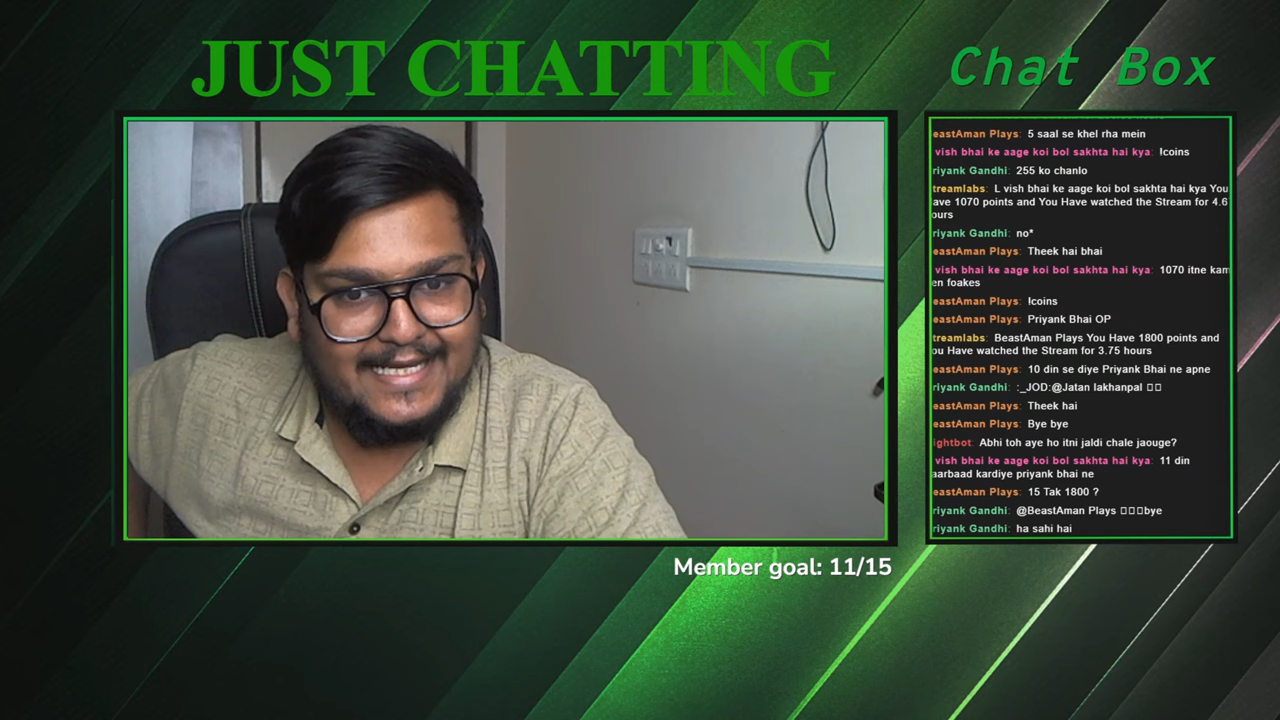 JUST CHATTING
Chat Box
eastAman Plays: 5 saal se khel rha mein
vish bhai ke aage koi bol sakhta hai kya: !coins
riyank Gandhi: 255 ko chanlo
treamlabs: L vish bhai ke aage koi bol sakhta hai kya You
ave 1070 points and You Have watched the Stream for 4.6
ours
riyank Gandhi: no*
eastAman Plays: Theek hai bhai
vish bhai ke aage koi bol sakhta hai kya: 1070 itne kam
en foakes
eastAman Plays: !coins
eastAman Plays: Priyank Bhai OP
treamlabs: BeastAman Plays You Have 1800 points and
ou Have watched the Stream for 3.75 hours
eastAman Plays: 10 din se diye Priyank Bhai ne apne
riyank Gandhi: :_JOD:@Jatan lakhanpal
eastAman Plays: Theek hai
eastAman Plays: Bye bye
ightbot: Abhi toh aye ho itni jaldi chale jaouge?
vish bhai ke aage koi bol sakhta hai kya: 11 din
aarbaad kardiye priyank bhai ne
eastAman Plays: 15 Tak 1800 ?
riyank Gandhi: @BeastAman Plays bye
riyank Gandhi: ha sahi hai
Member goal: 11/15